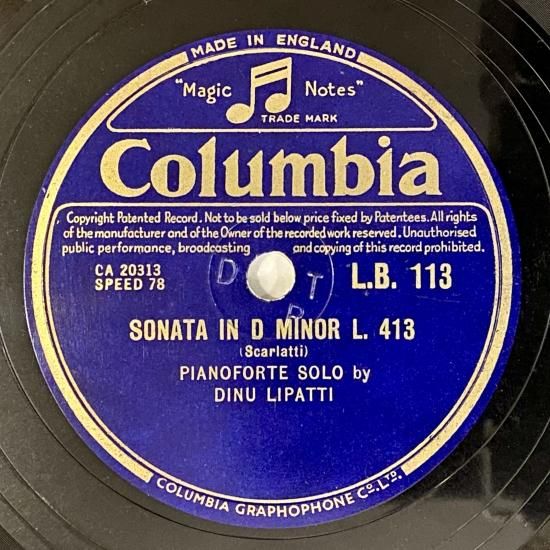 MADE IN ENGLAND
"Magic Notes"
TRADE MARK
Columbia
Copyright Patented Record. Not to be sold below price fixed by Patentees. All rights
of the manufacturer and of the Owner of the recorded work reserved. Unauthorised
public performance, broadcasting and copying of this record prohibited.
CA 20313
SPEED 78
L.B. 113
D T
P
SONATA IN D MINOR L. 413
(Scarlatti)
PIANOFORTE SOLO by
DINU LIPATTI
COLUMBIA GRAPHOPHONE Co. LTD.